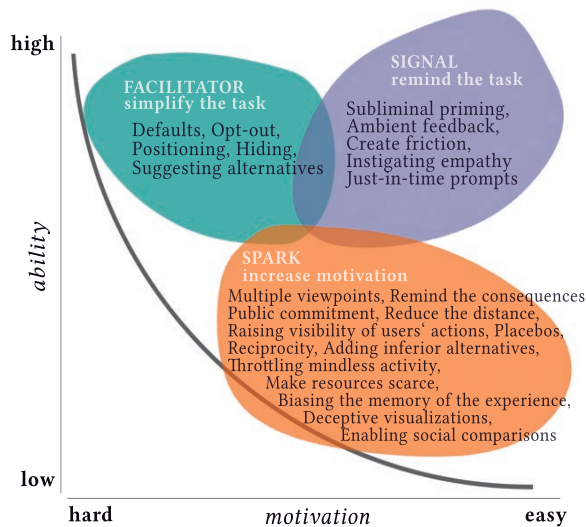 high
FACILITATOR
simplify the task
Defaults, Opt-out,
Positioning, Hiding,
Suggesting alternatives
SIGNAL
remind the task
Subliminal priming,
Ambient feedback,
Create friction,
Instigating empathy
Just-in-time prompts
ability
SPARK
increase motivation
Multiple viewpoints, Remind the consequences
Public commitment, Reduce the distance,
Raising visibility of users‘ actions, Placebos,
Reciprocity, Adding inferior alternatives,
Throttling mindless activity,
Make resources scarce,
Biasing the memory of the experience,
Deceptive visualizations,
Enabling social comparisons
low
hard
motivation
easy